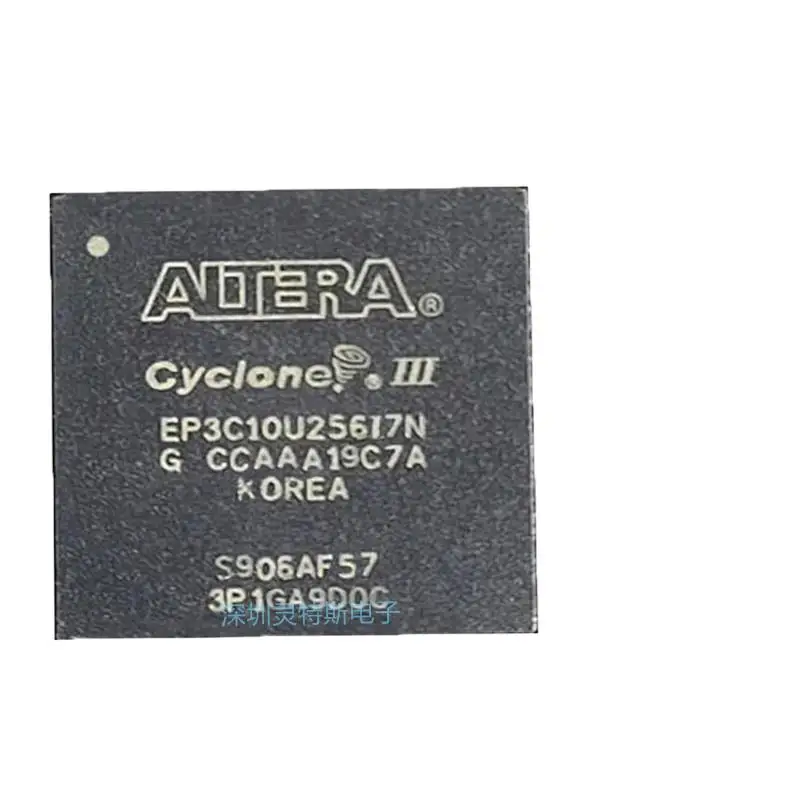 ALTERA®
Cyclone® III
EP3C10U256I7N
G CCAAA19C7A
KOREA
S906AF57
3P1GA9D0C
深圳灵特斯电子